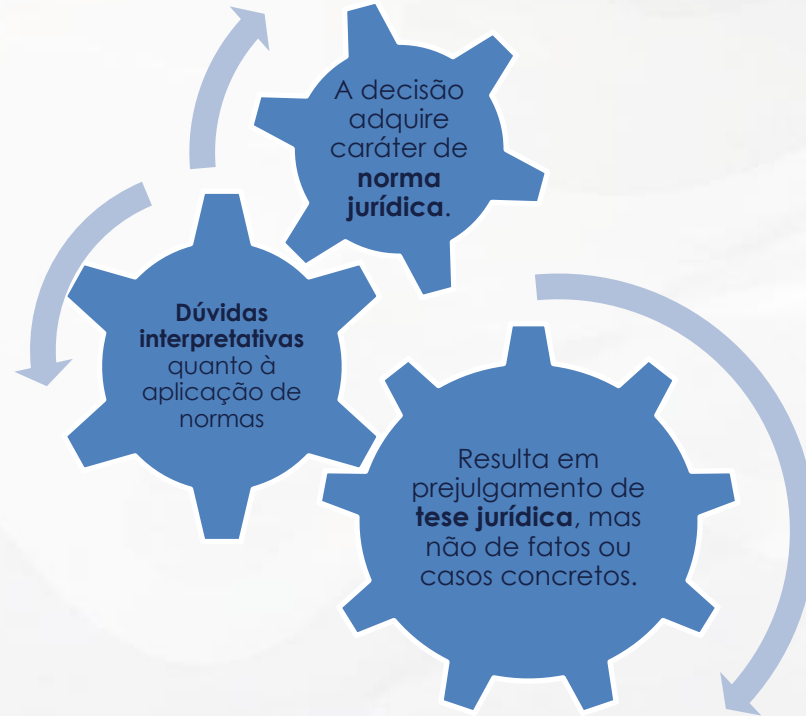 A decisão
adquire
caráter de
norma
jurídica.
Dúvidas
interpretativas
quanto à
aplicação de
normas
Resulta em
prejulgamento de
tese jurídica, mas
não de fatos ou
casos concretos.